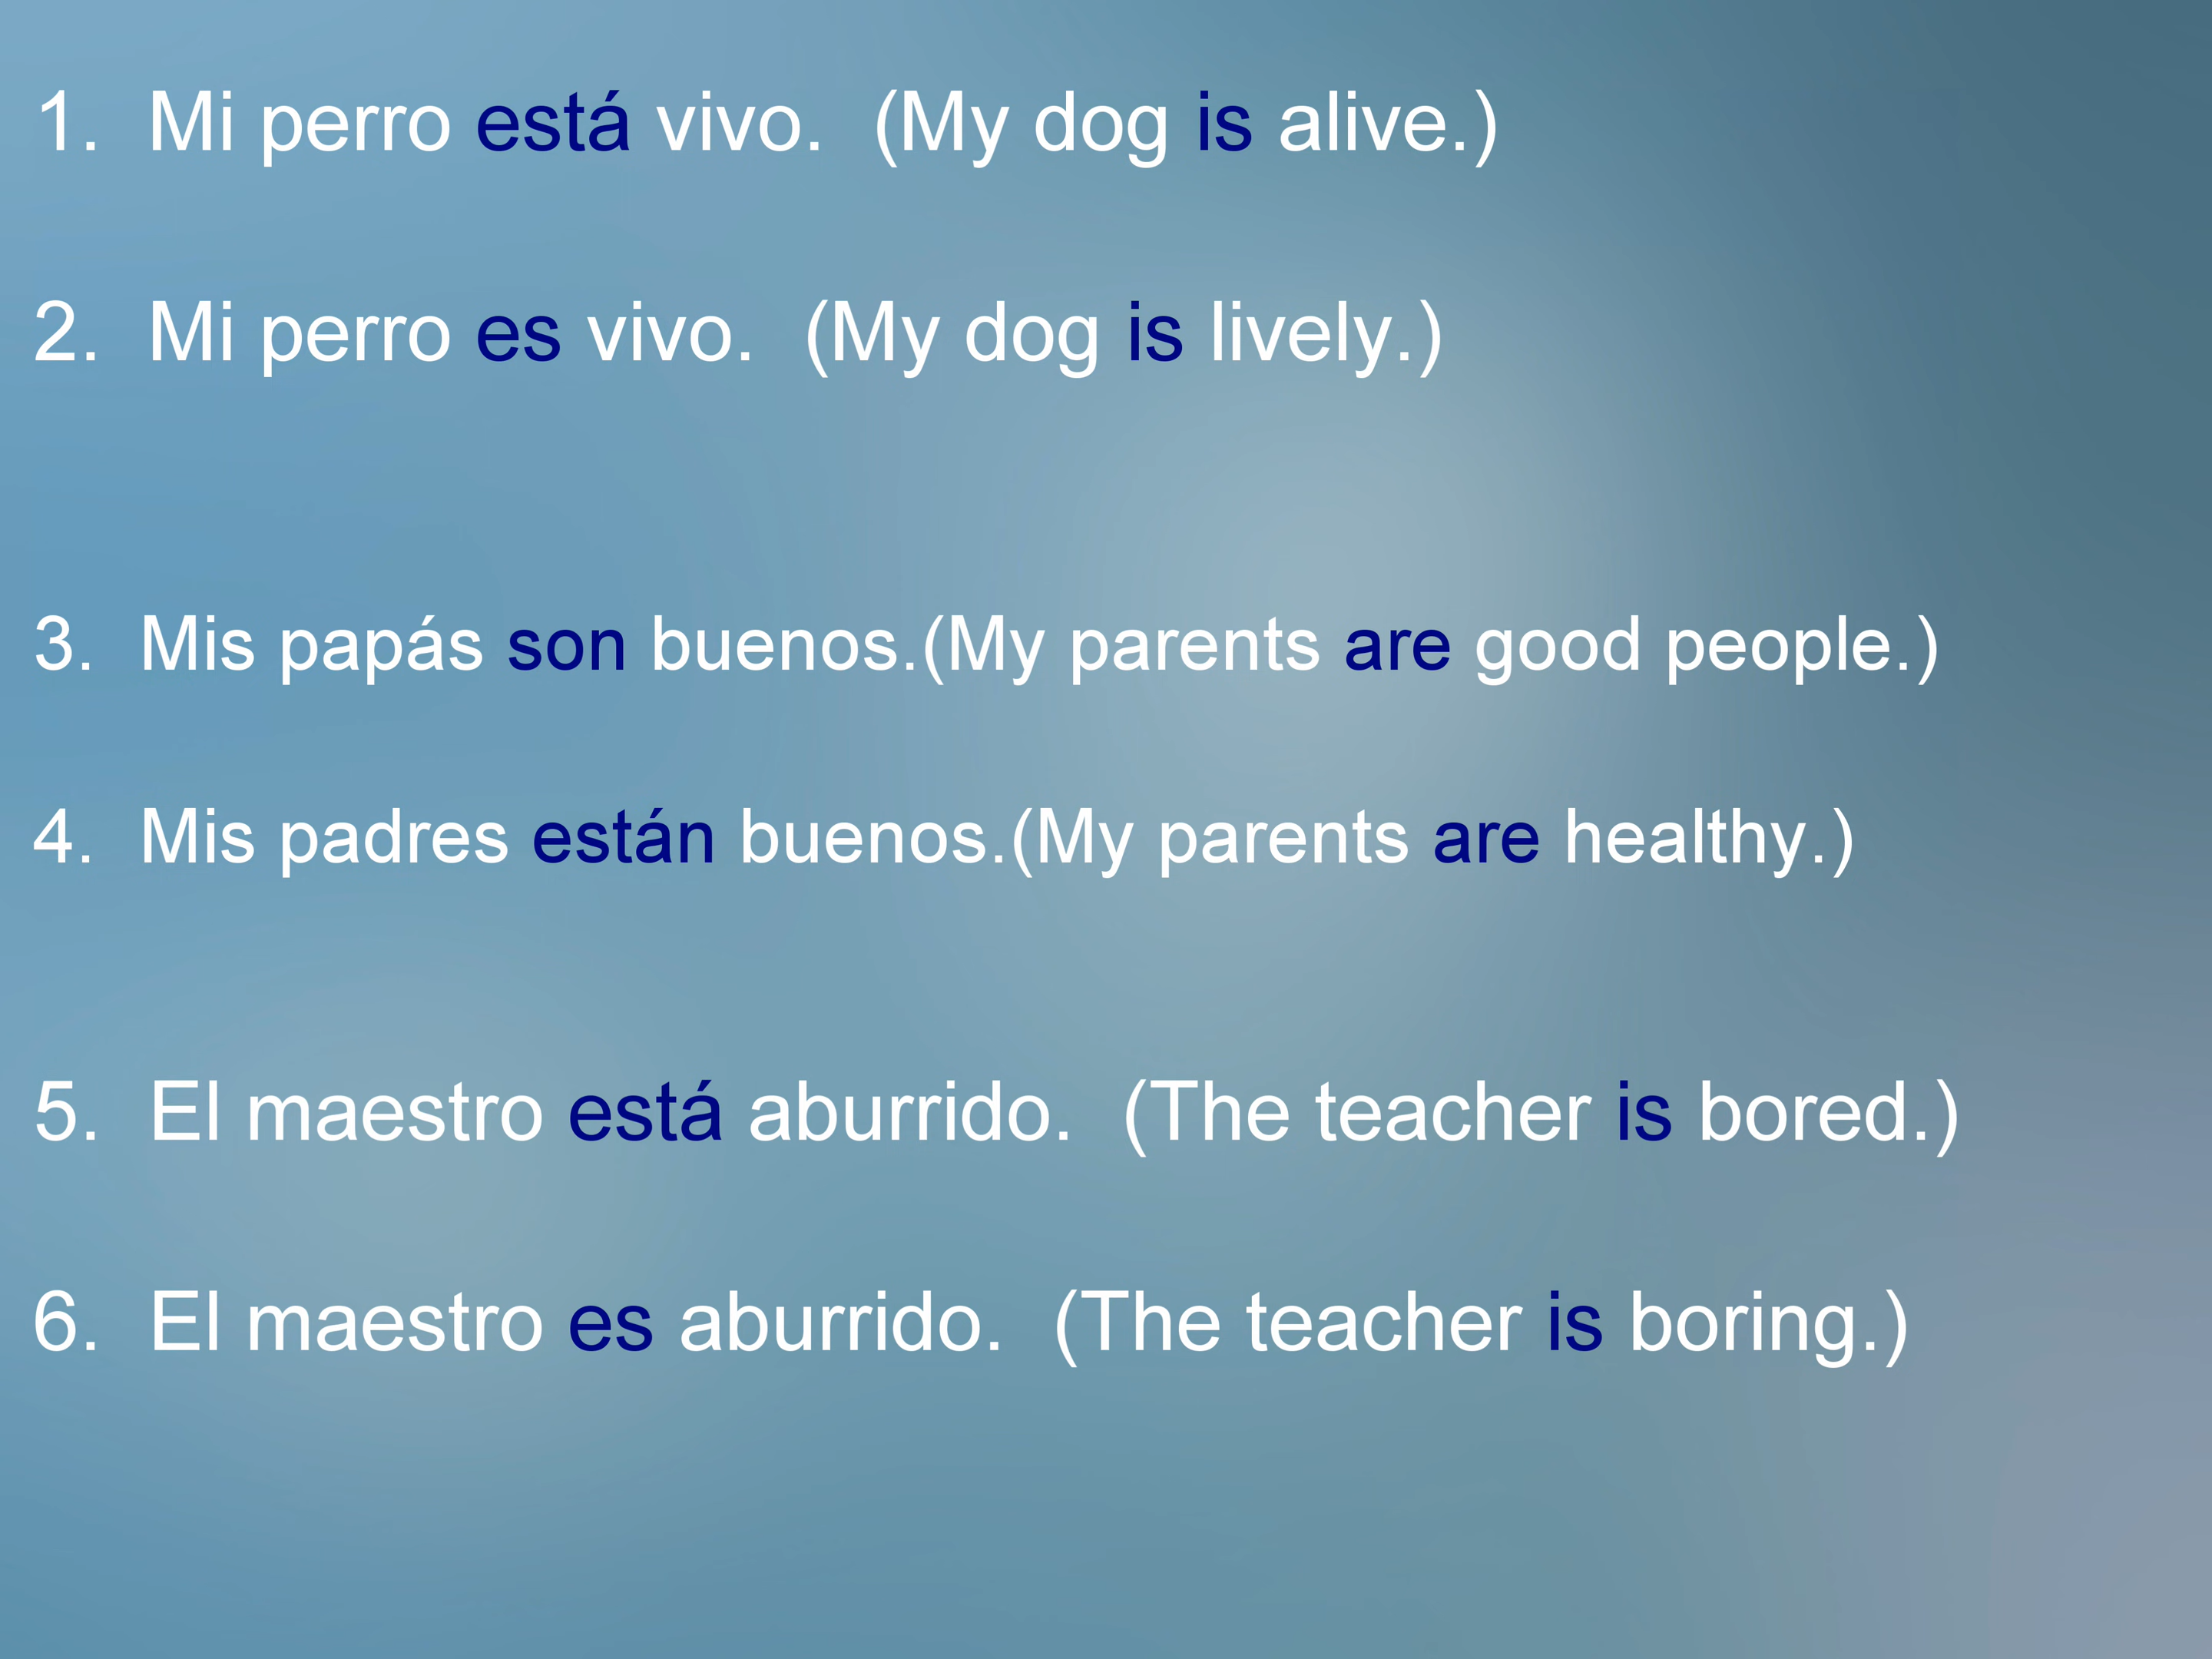 1. Mi perro está vivo. (My dog is alive.)
2. Mi perro es vivo. (My dog is lively.)
3. Mis papás son buenos.(My parents are good people.)
4. Mis padres están buenos.(My parents are healthy.)
5. El maestro está aburrido. (The teacher is bored.)
6. El maestro es aburrido. (The teacher is boring.)